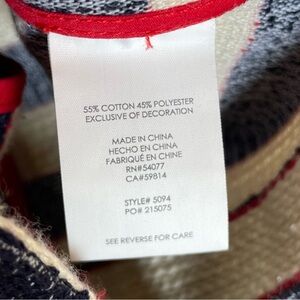 55% COTTON 45% POLYESTER
EXCLUSIVE OF DECORATION
MADE IN CHINA
HECHO EN CHINA
FABRIQUÉ EN CHINE
RN#54077
CA#59814
STYLE# 5094
PO# 215075
SEE REVERSE FOR CARE